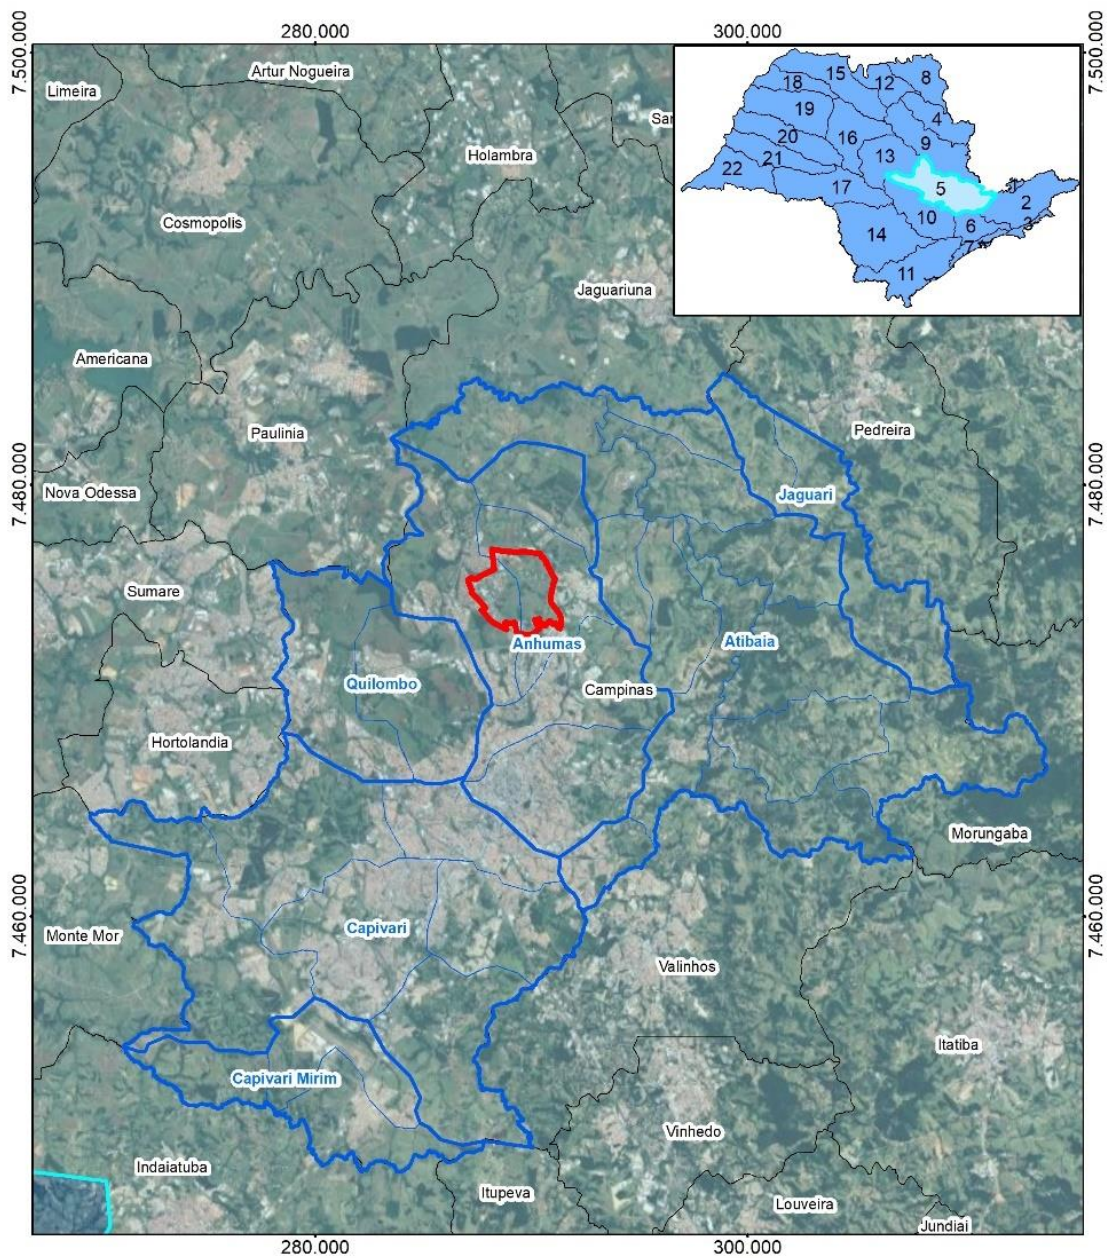 280.000
300.000
7.500.000
7.500.000
Limeira
Artur Nogueira
Holambra
Cosmopolis
Jaguariuna
15
18
12
8
19
4
20
16
9
21
13
22
17
5
1
2
10
6
3
14
7
11
Americana
Paulinia
Pedreira
7.480.000
7.480.000
Nova Odessa
Jaguari
Sumare
Anhumas
Atibaia
Quilombo
Campinas
Hortolandia
Morungaba
7.460.000
7.460.000
Monte Mor
Capivari
Valinhos
Itatiba
Capivari Mirim
Vinhedo
Indaiatuba
Itupeva
Louveira
Jundiai
280.000
300.000